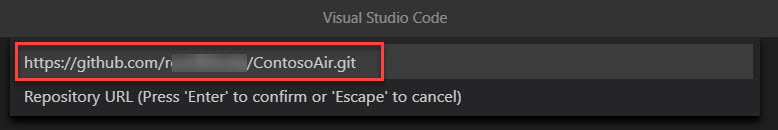 Visual Studio Code
https://github.com/r /ContosoAir.git
Repository URL (Press 'Enter' to confirm or 'Escape' to cancel)